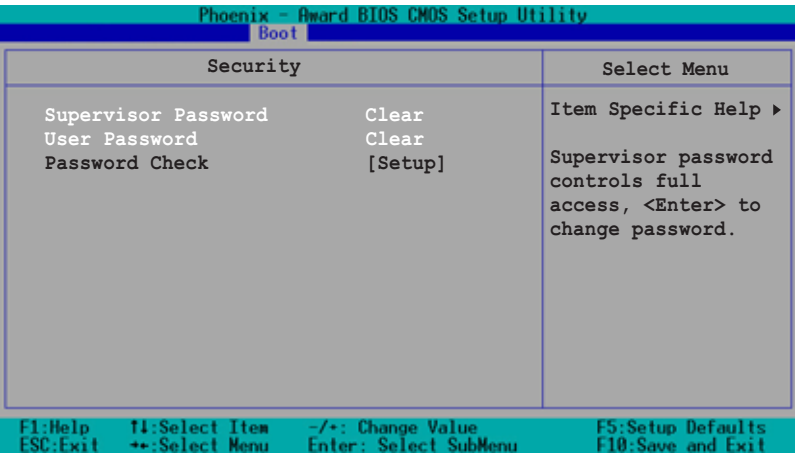 Phoenix - Award BIOS CMOS Setup Utility
Boot
Security
Supervisor Password Clear
User Password Clear
Password Check [Setup]
Select Menu
Item Specific Help ▶
Supervisor password
controls full
access, <Enter> to
change password.
F1:Help ↑↓:Select Item -/+: Change Value F5:Setup Defaults
ESC:Exit ←→:Select Menu Enter: Select SubMenu F10:Save and Exit